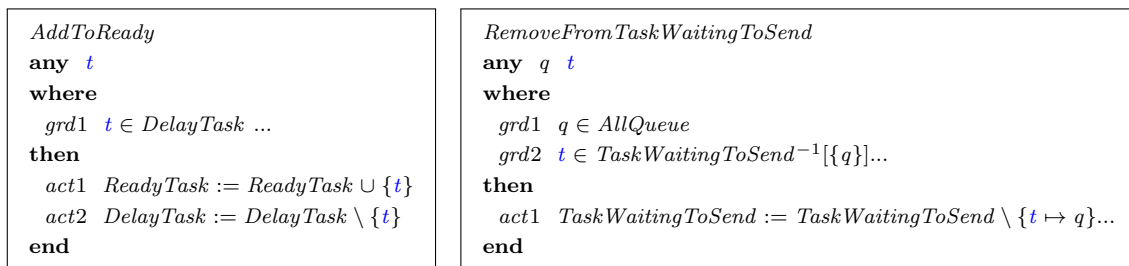 AddToReady
any t
where
grd1 t ∈ DelayTask ...
then
act1 ReadyTask := ReadyTask ∪ {t}
act2 DelayTask := DelayTask \ {t}
end
RemoveFromTaskWaitingToSend
any q t
where
grd1 q ∈ AllQueue
grd2 t ∈ TaskWaitingToSend⁻¹[{q}]...
then
act1 TaskWaitingToSend := TaskWaitingToSend \ {t ↦ q}...
end